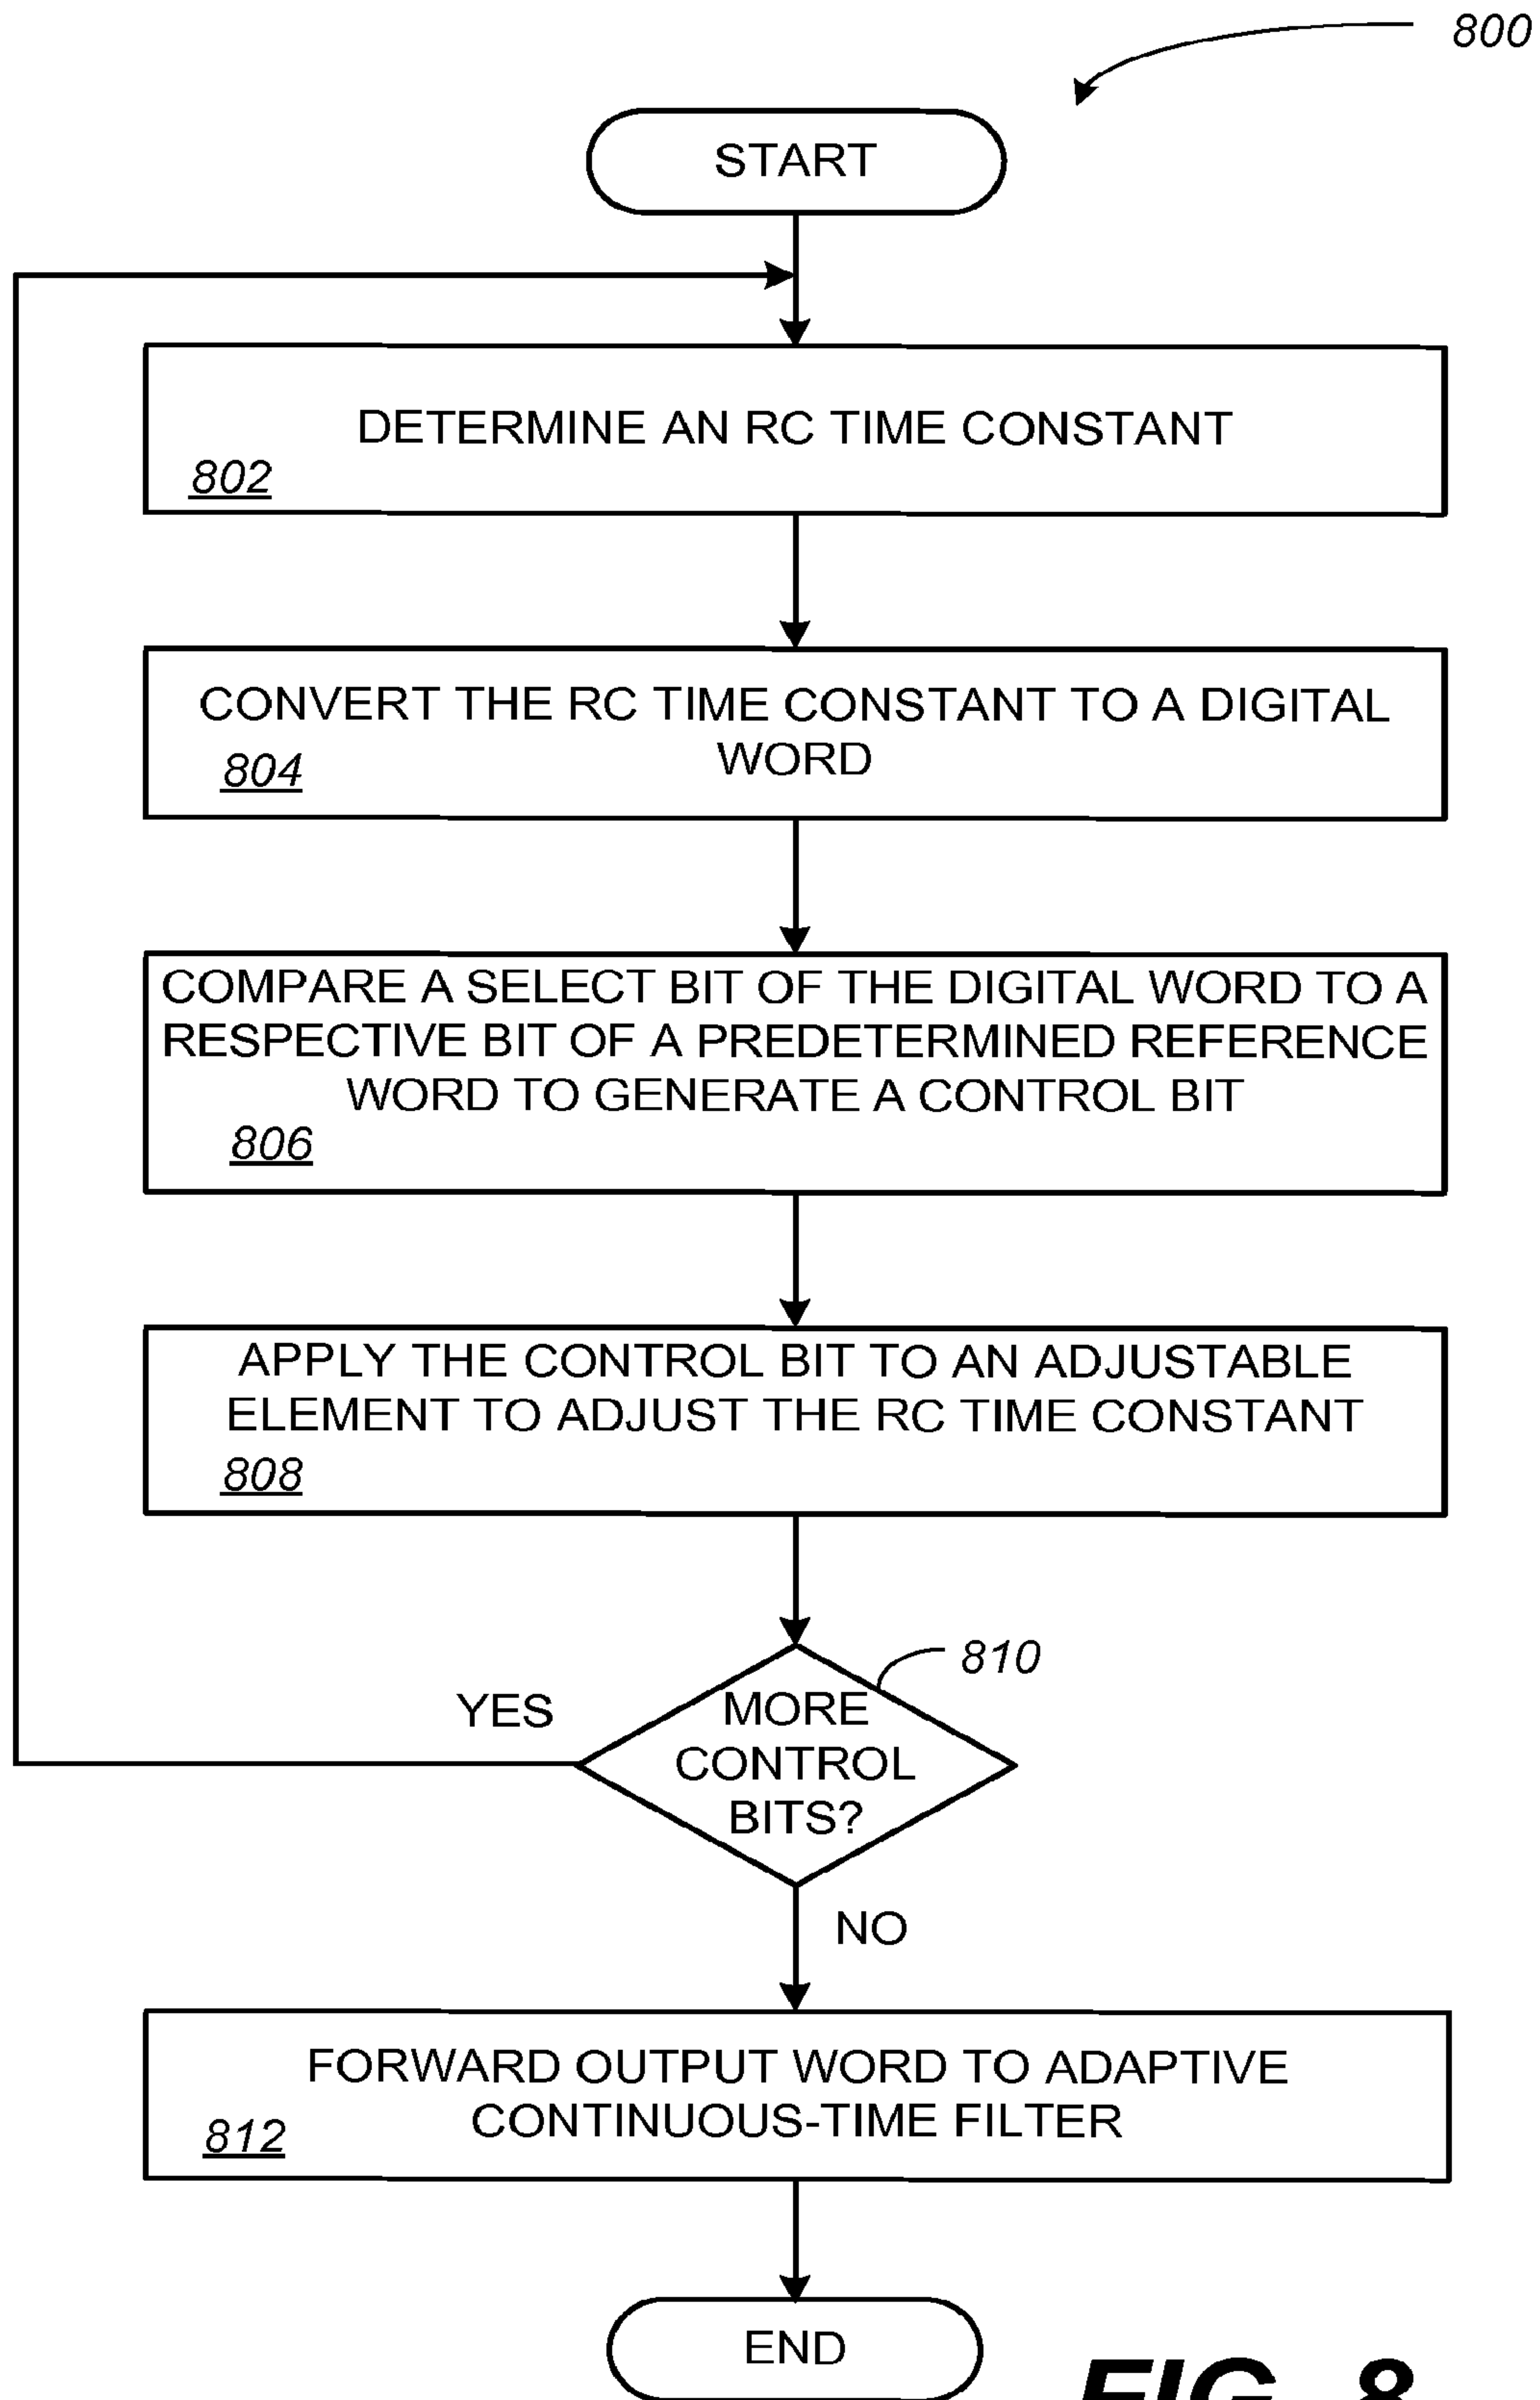 800
START
DETERMINE AN RC TIME CONSTANT
802
CONVERT THE RC TIME CONSTANT TO A DIGITAL
WORD
804
COMPARE A SELECT BIT OF THE DIGITAL WORD TO A
RESPECTIVE BIT OF A PREDETERMINED REFERENCE
WORD TO GENERATE A CONTROL BIT
806
APPLY THE CONTROL BIT TO AN ADJUSTABLE
ELEMENT TO ADJUST THE RC TIME CONSTANT
808
810
YES
MORE
CONTROL
BITS?
NO
FORWARD OUTPUT WORD TO ADAPTIVE
CONTINUOUS-TIME FILTER
812
END
FIG. 8